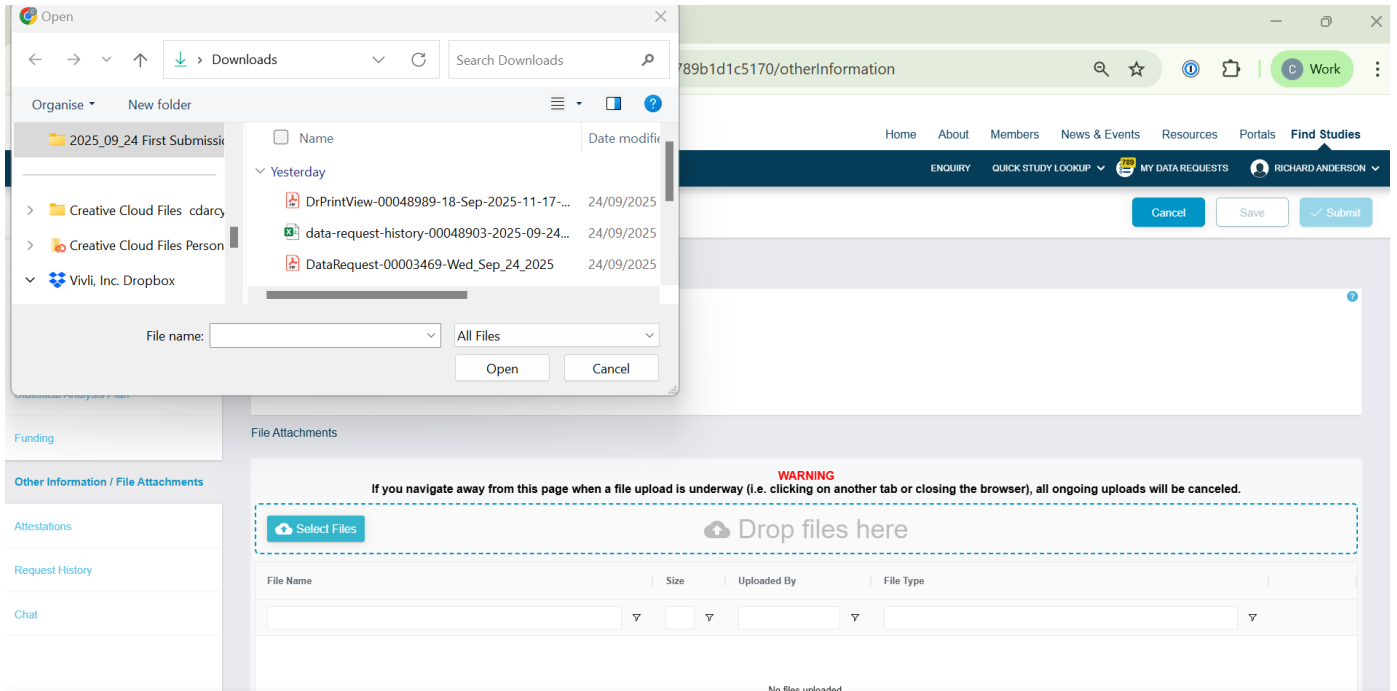 Open
Downloads
Search Downloads
789b1d1c5170/otherInformation
C Work
Organise
New folder
?
2025_09_24 First Submissic
Name
Date modifie
Home About Members News & Events Resources Portals Find Studies
Yesterday
ENQUIRY QUICK STUDY LOOKUP 789 MY DATA REQUESTS RICHARD ANDERSON
DrPrintView-00048989-18-Sep-2025-11-17-... 24/09/2025
Creative Cloud Files cdarcy
Cancel Save Submit
data-request-history-00048903-2025-09-24... 24/09/2025
Creative Cloud Files Person
DataRequest-00003469-Wed_Sep_24_2025 24/09/2025
Vivli, Inc. Dropbox
?
File name:
All Files
Open
Cancel
Statistical Analysis Plan
Funding
File Attachments
Other Information / File Attachments
WARNING
If you navigate away from this page when a file upload is underway (i.e. clicking on another tab or closing the browser), all ongoing uploads will be canceled.
Select Files
Drop files here
Attestations
Request History
Chat
File Name Size Uploaded By File Type
No files uploaded